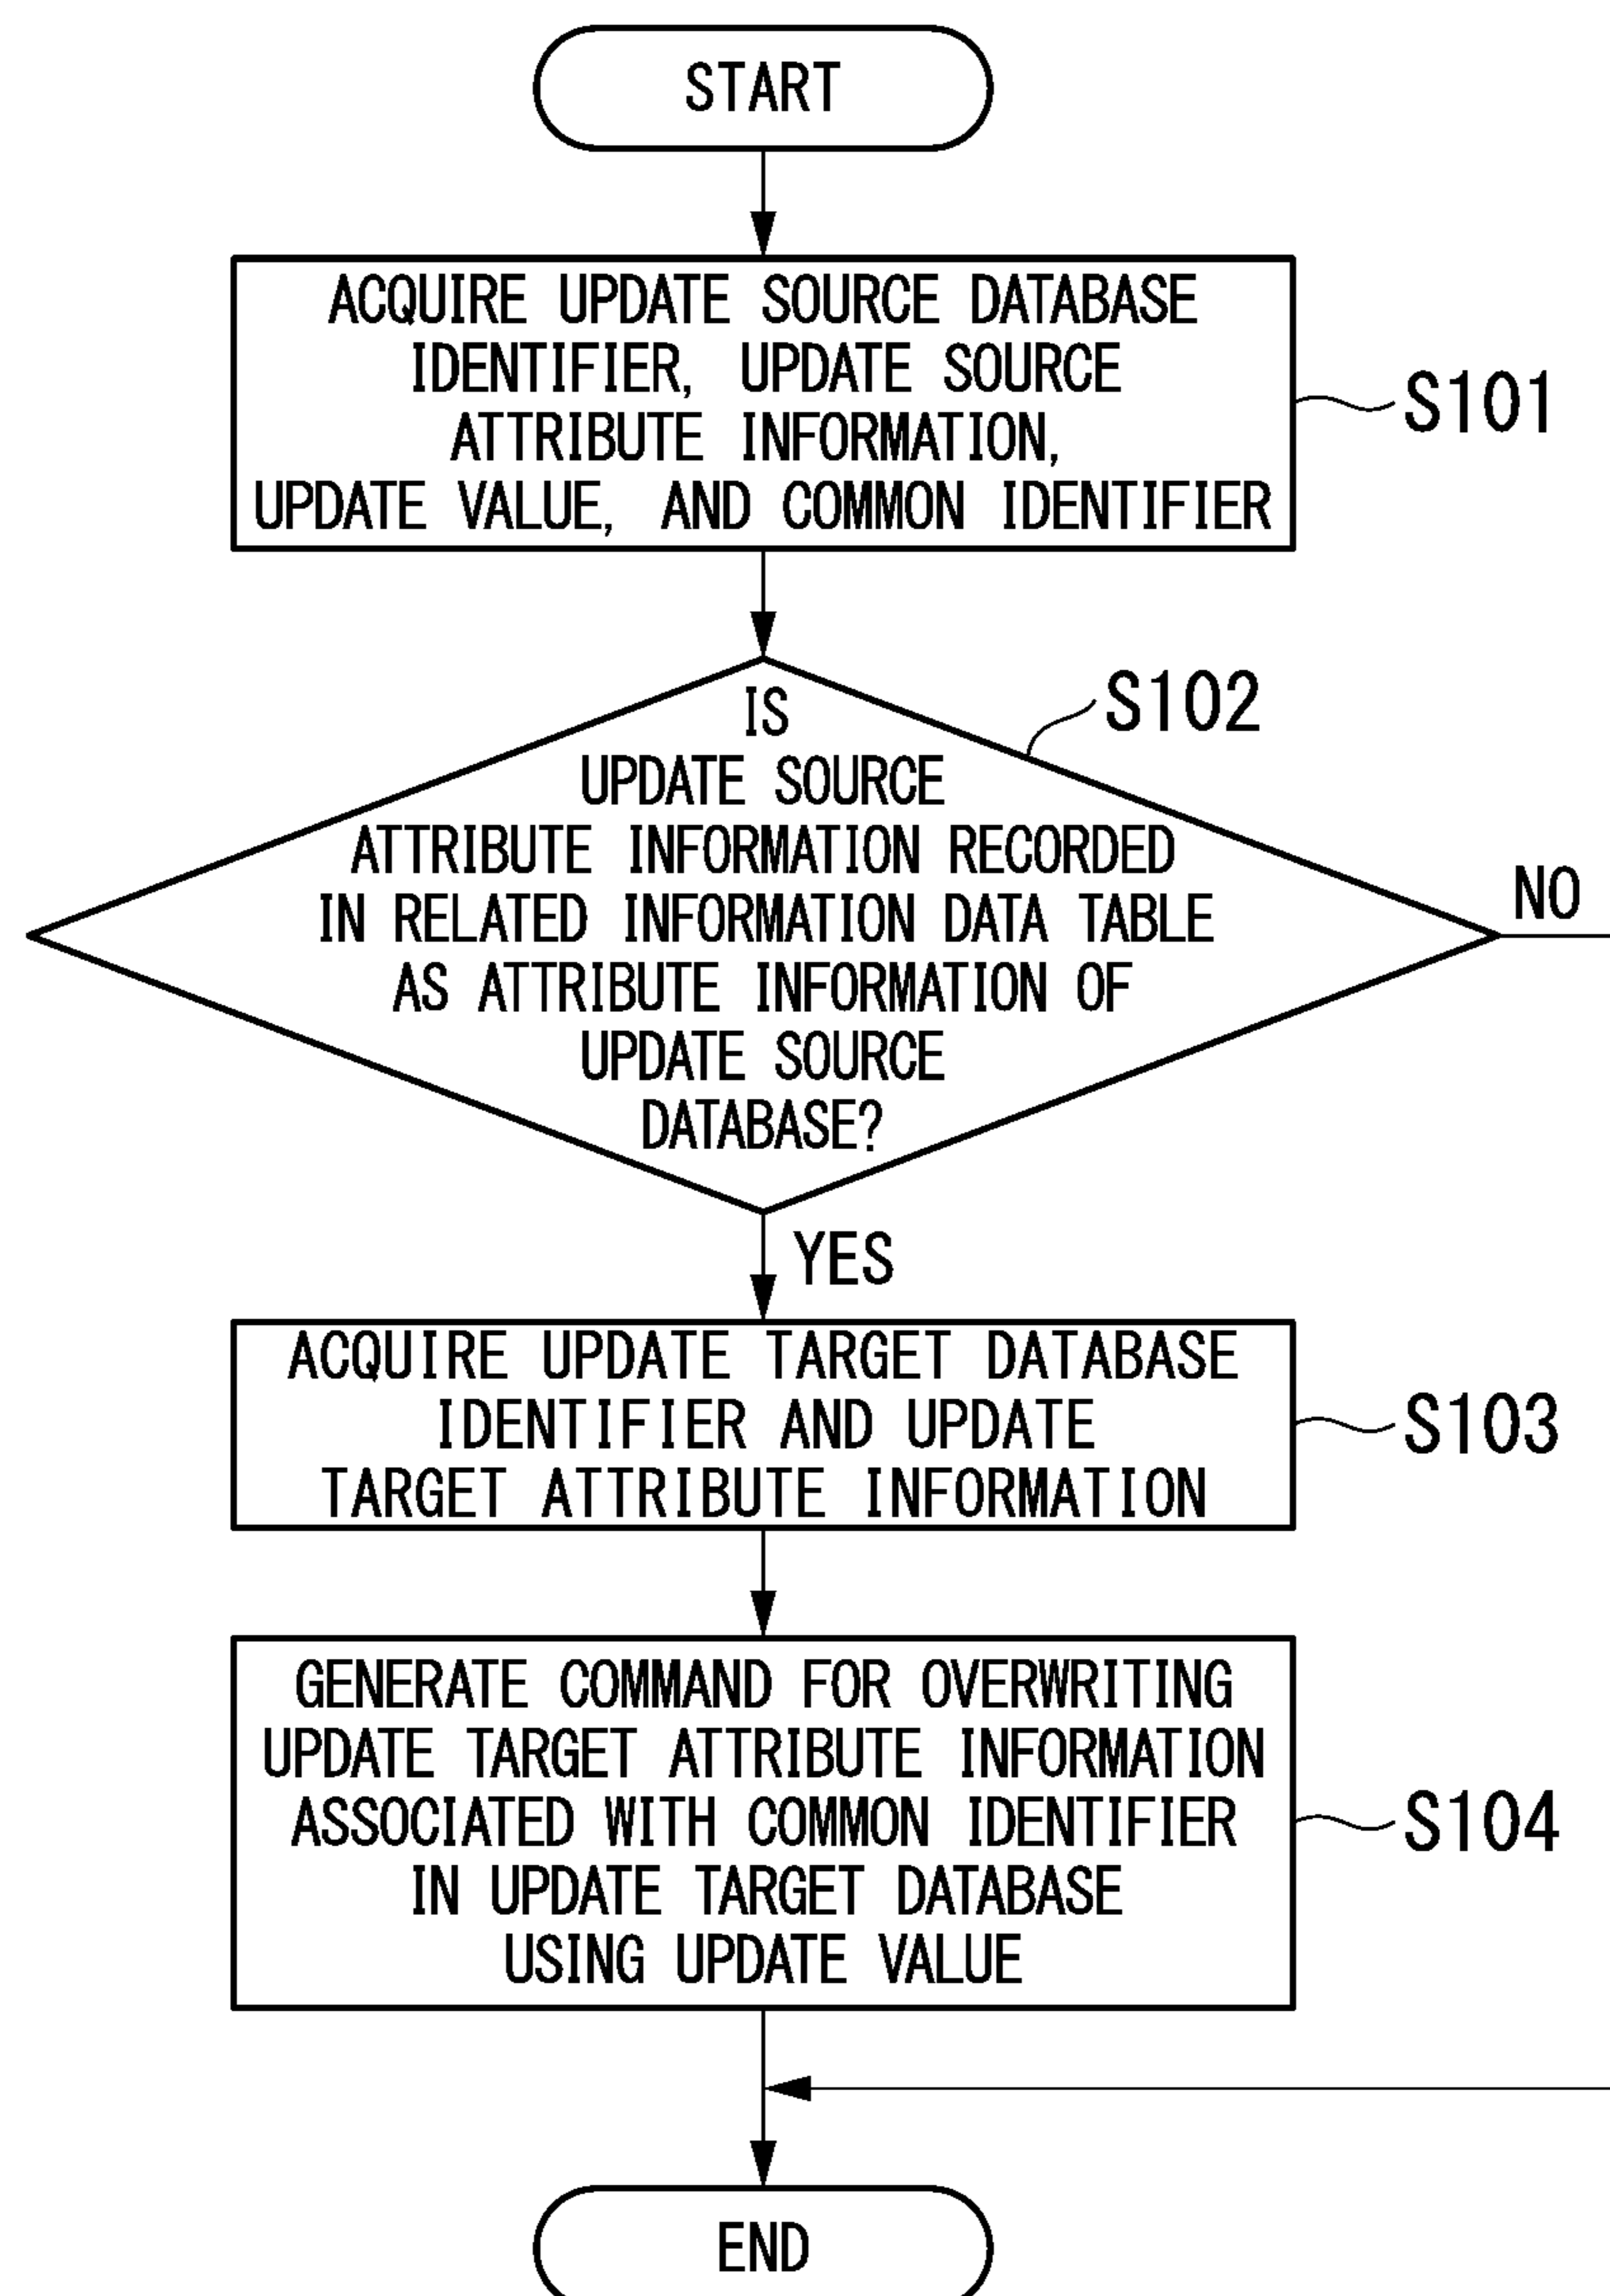 START
ACQUIRE UPDATE SOURCE DATABASE
IDENTIFIER, UPDATE SOURCE
ATTRIBUTE INFORMATION,
UPDATE VALUE, AND COMMON IDENTIFIER
S101
S102
IS
UPDATE SOURCE
ATTRIBUTE INFORMATION RECORDED
IN RELATED INFORMATION DATA TABLE
AS ATTRIBUTE INFORMATION OF
UPDATE SOURCE
DATABASE?
NO
YES
ACQUIRE UPDATE TARGET DATABASE
IDENTIFIER AND UPDATE
TARGET ATTRIBUTE INFORMATION
S103
GENERATE COMMAND FOR OVERWRITING
UPDATE TARGET ATTRIBUTE INFORMATION
ASSOCIATED WITH COMMON IDENTIFIER
IN UPDATE TARGET DATABASE
USING UPDATE VALUE
S104
END